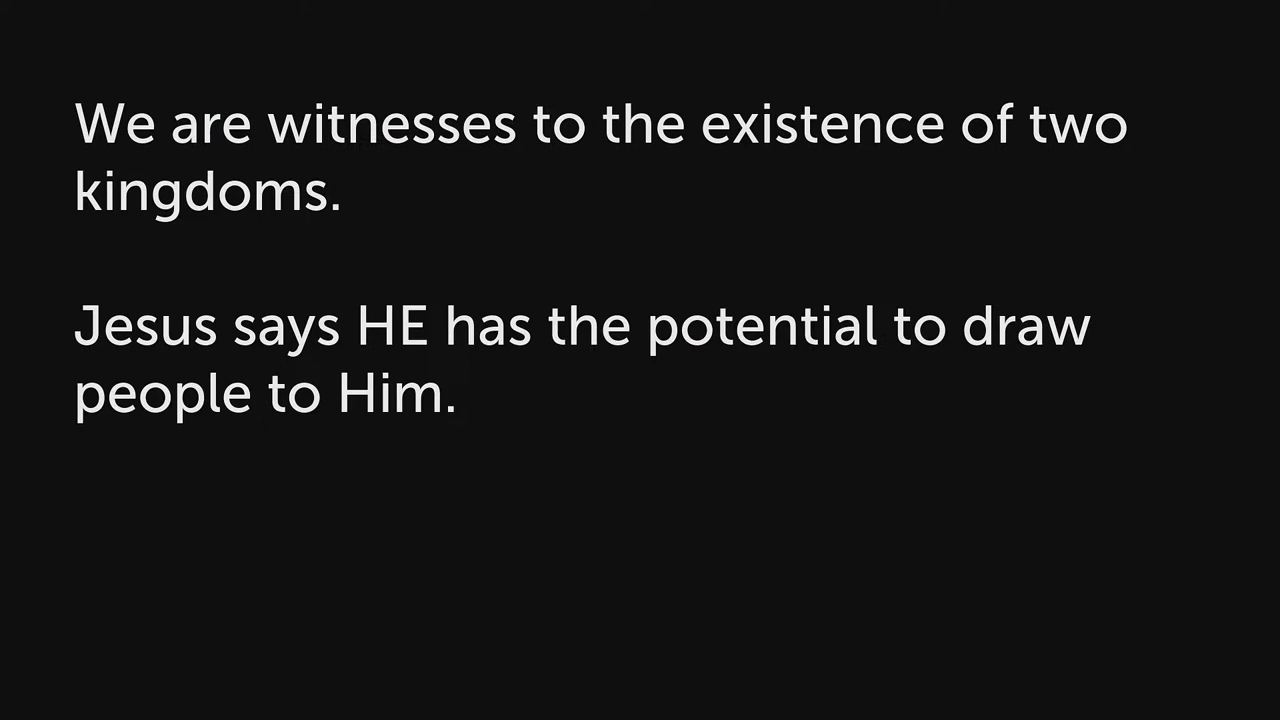 We are witnesses to the existence of two
kingdoms.
Jesus says HE has the potential to draw
people to Him.